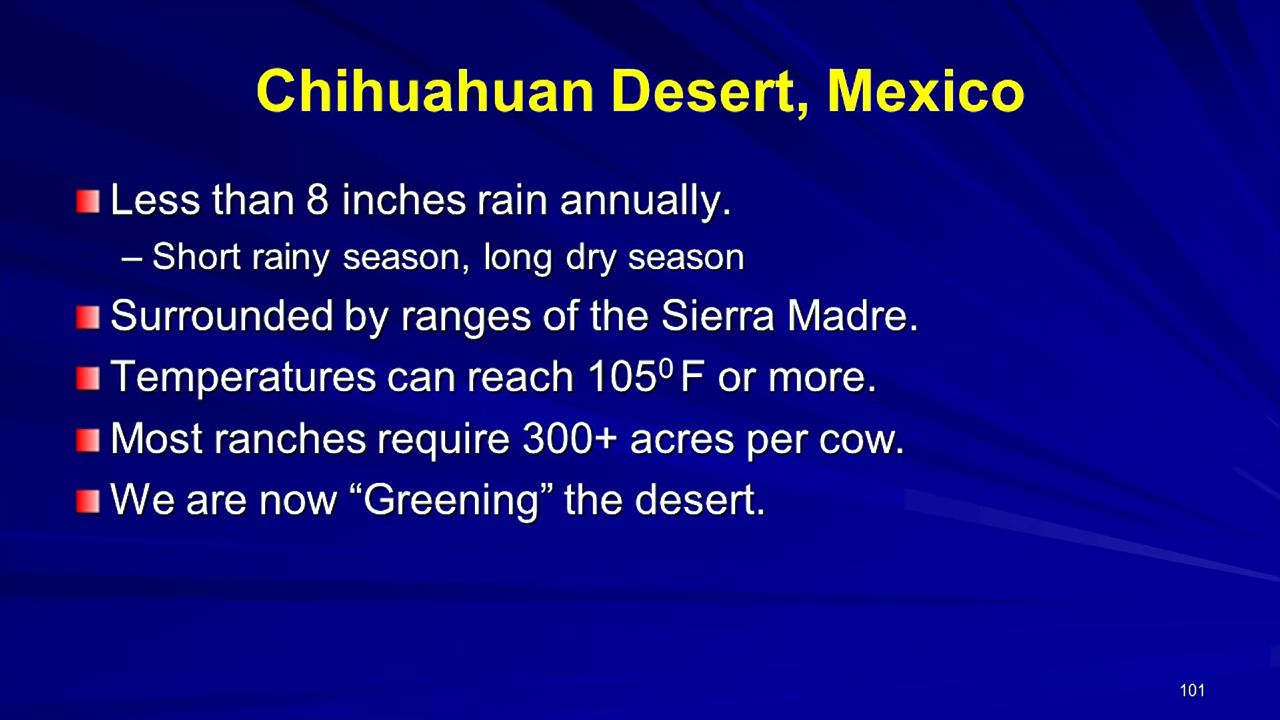 Chihuahuan Desert, Mexico
Less than 8 inches rain annually.
– Short rainy season, long dry season
Surrounded by ranges of the Sierra Madre.
Temperatures can reach 105⁰ F or more.
Most ranches require 300+ acres per cow.
We are now “Greening” the desert.
101